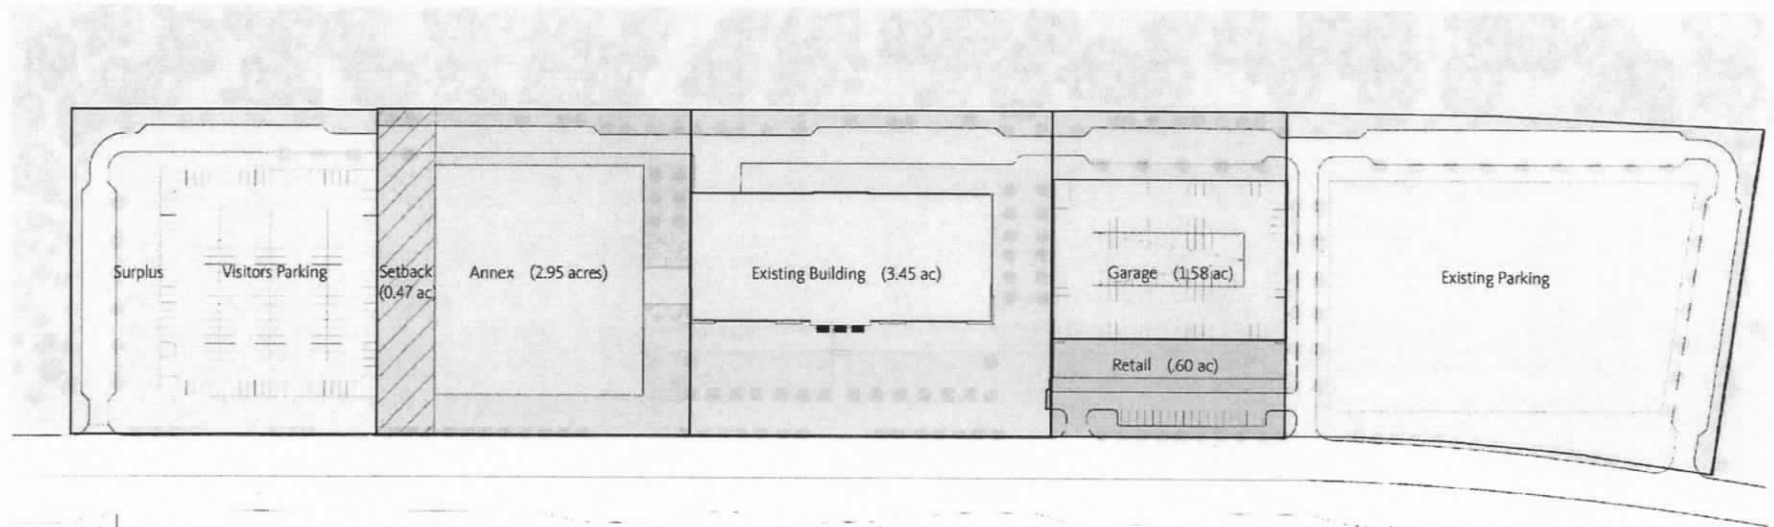 Surplus
Visitors Parking
Setback
(0.47 ac
Annex (2.95 acres)
Existing Building (3.45 ac)
Garage (1.58 ac)
Retail (.60 ac)
Existing Parking